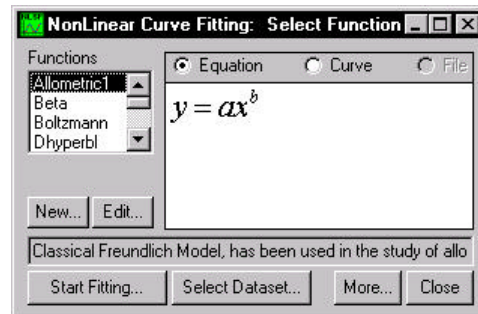 NonLinear Curve Fitting: Select Function
Functions
Allometric1
Beta
Boltzmann
Dhyperbl
Equation Curve File
y = ax^b
New... Edit...
Classical Freundlich Model, has been used in the study of allo
Start Fitting... Select Dataset... More... Close